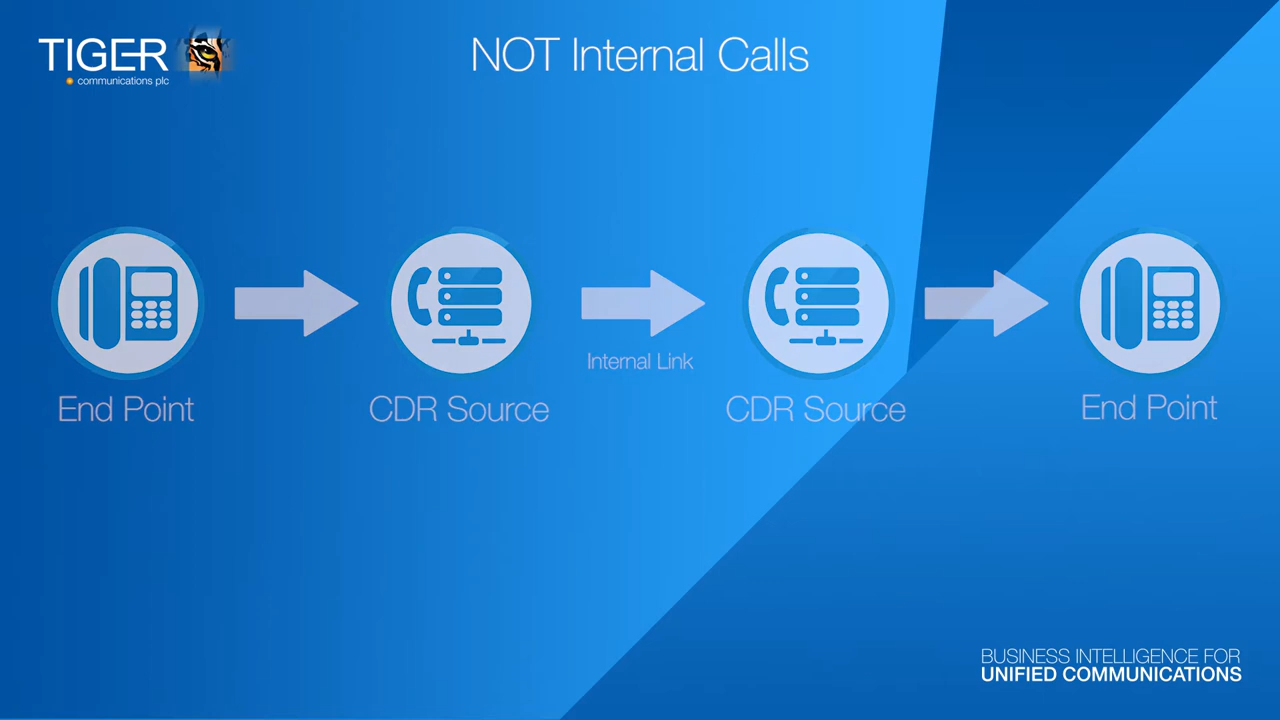 TIGER
communications plc
NOT Internal Calls
Internal Link
End Point
CDR Source
CDR Source
End Point
BUSINESS INTELLIGENCE FOR
UNIFIED COMMUNICATIONS